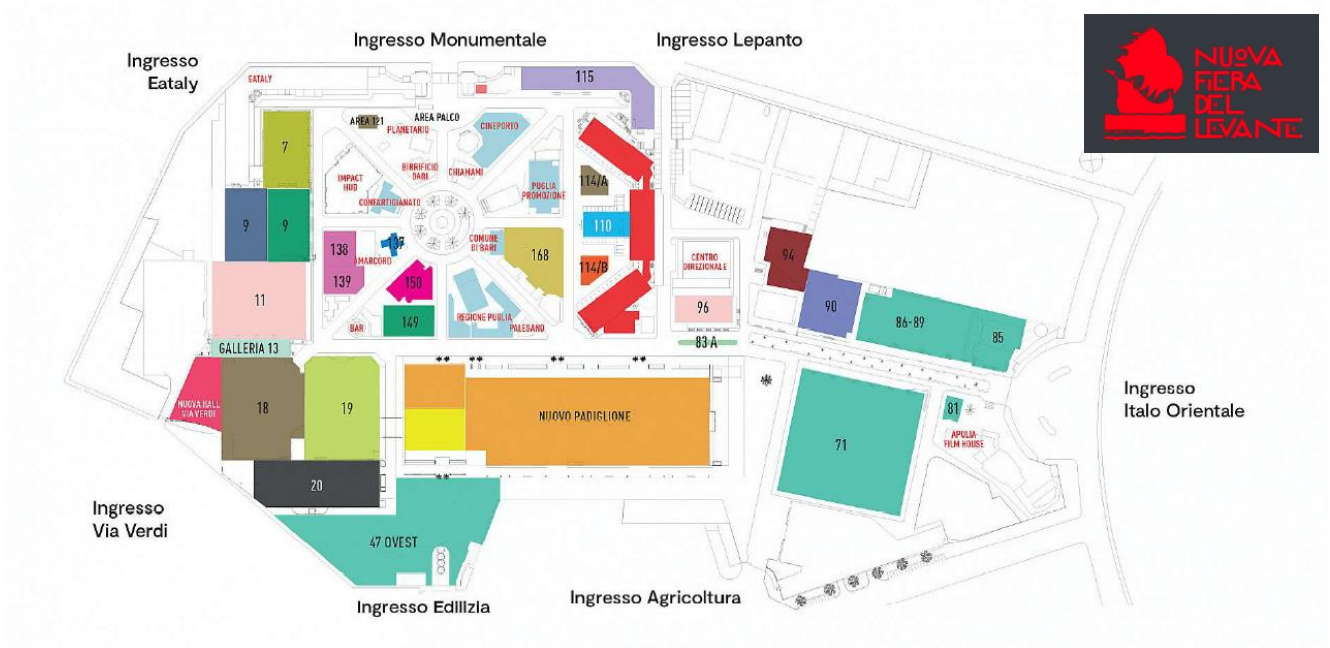 Ingresso Monumentale
Ingresso Lepanto
NUOVA
FIERA
DEL
LEVANTE
Ingresso
Eataly
EATALY
115
AREA 121
AREA PALCO
PLANETARIO
CINEPORTO
7
BIRRIFICIO
BARI
CHIAMAMI
IMPACT
HUB
CONFARTIGIANATO
PUGLIA
PROMOZIONE
114/A
9
9
110
138
137
AMARCORD
COMUNE
DI BARI
168
114/B
CENTRO
DIREZIONALE
94
139
150
11
96
90
86-89
85
149
BAR
REGIONE PUGLIA
PALEBANO
83 A
GALLERIA 13
NUOVA HALL
VIA VERDI
18
19
NUOVO PADIGLIONE
71
81
APULIA
FILM HOUSE
Ingresso
Italo Orientale
20
Ingresso
Via Verdi
47 OVEST
Ingresso Edilizia
Ingresso Agricoltura